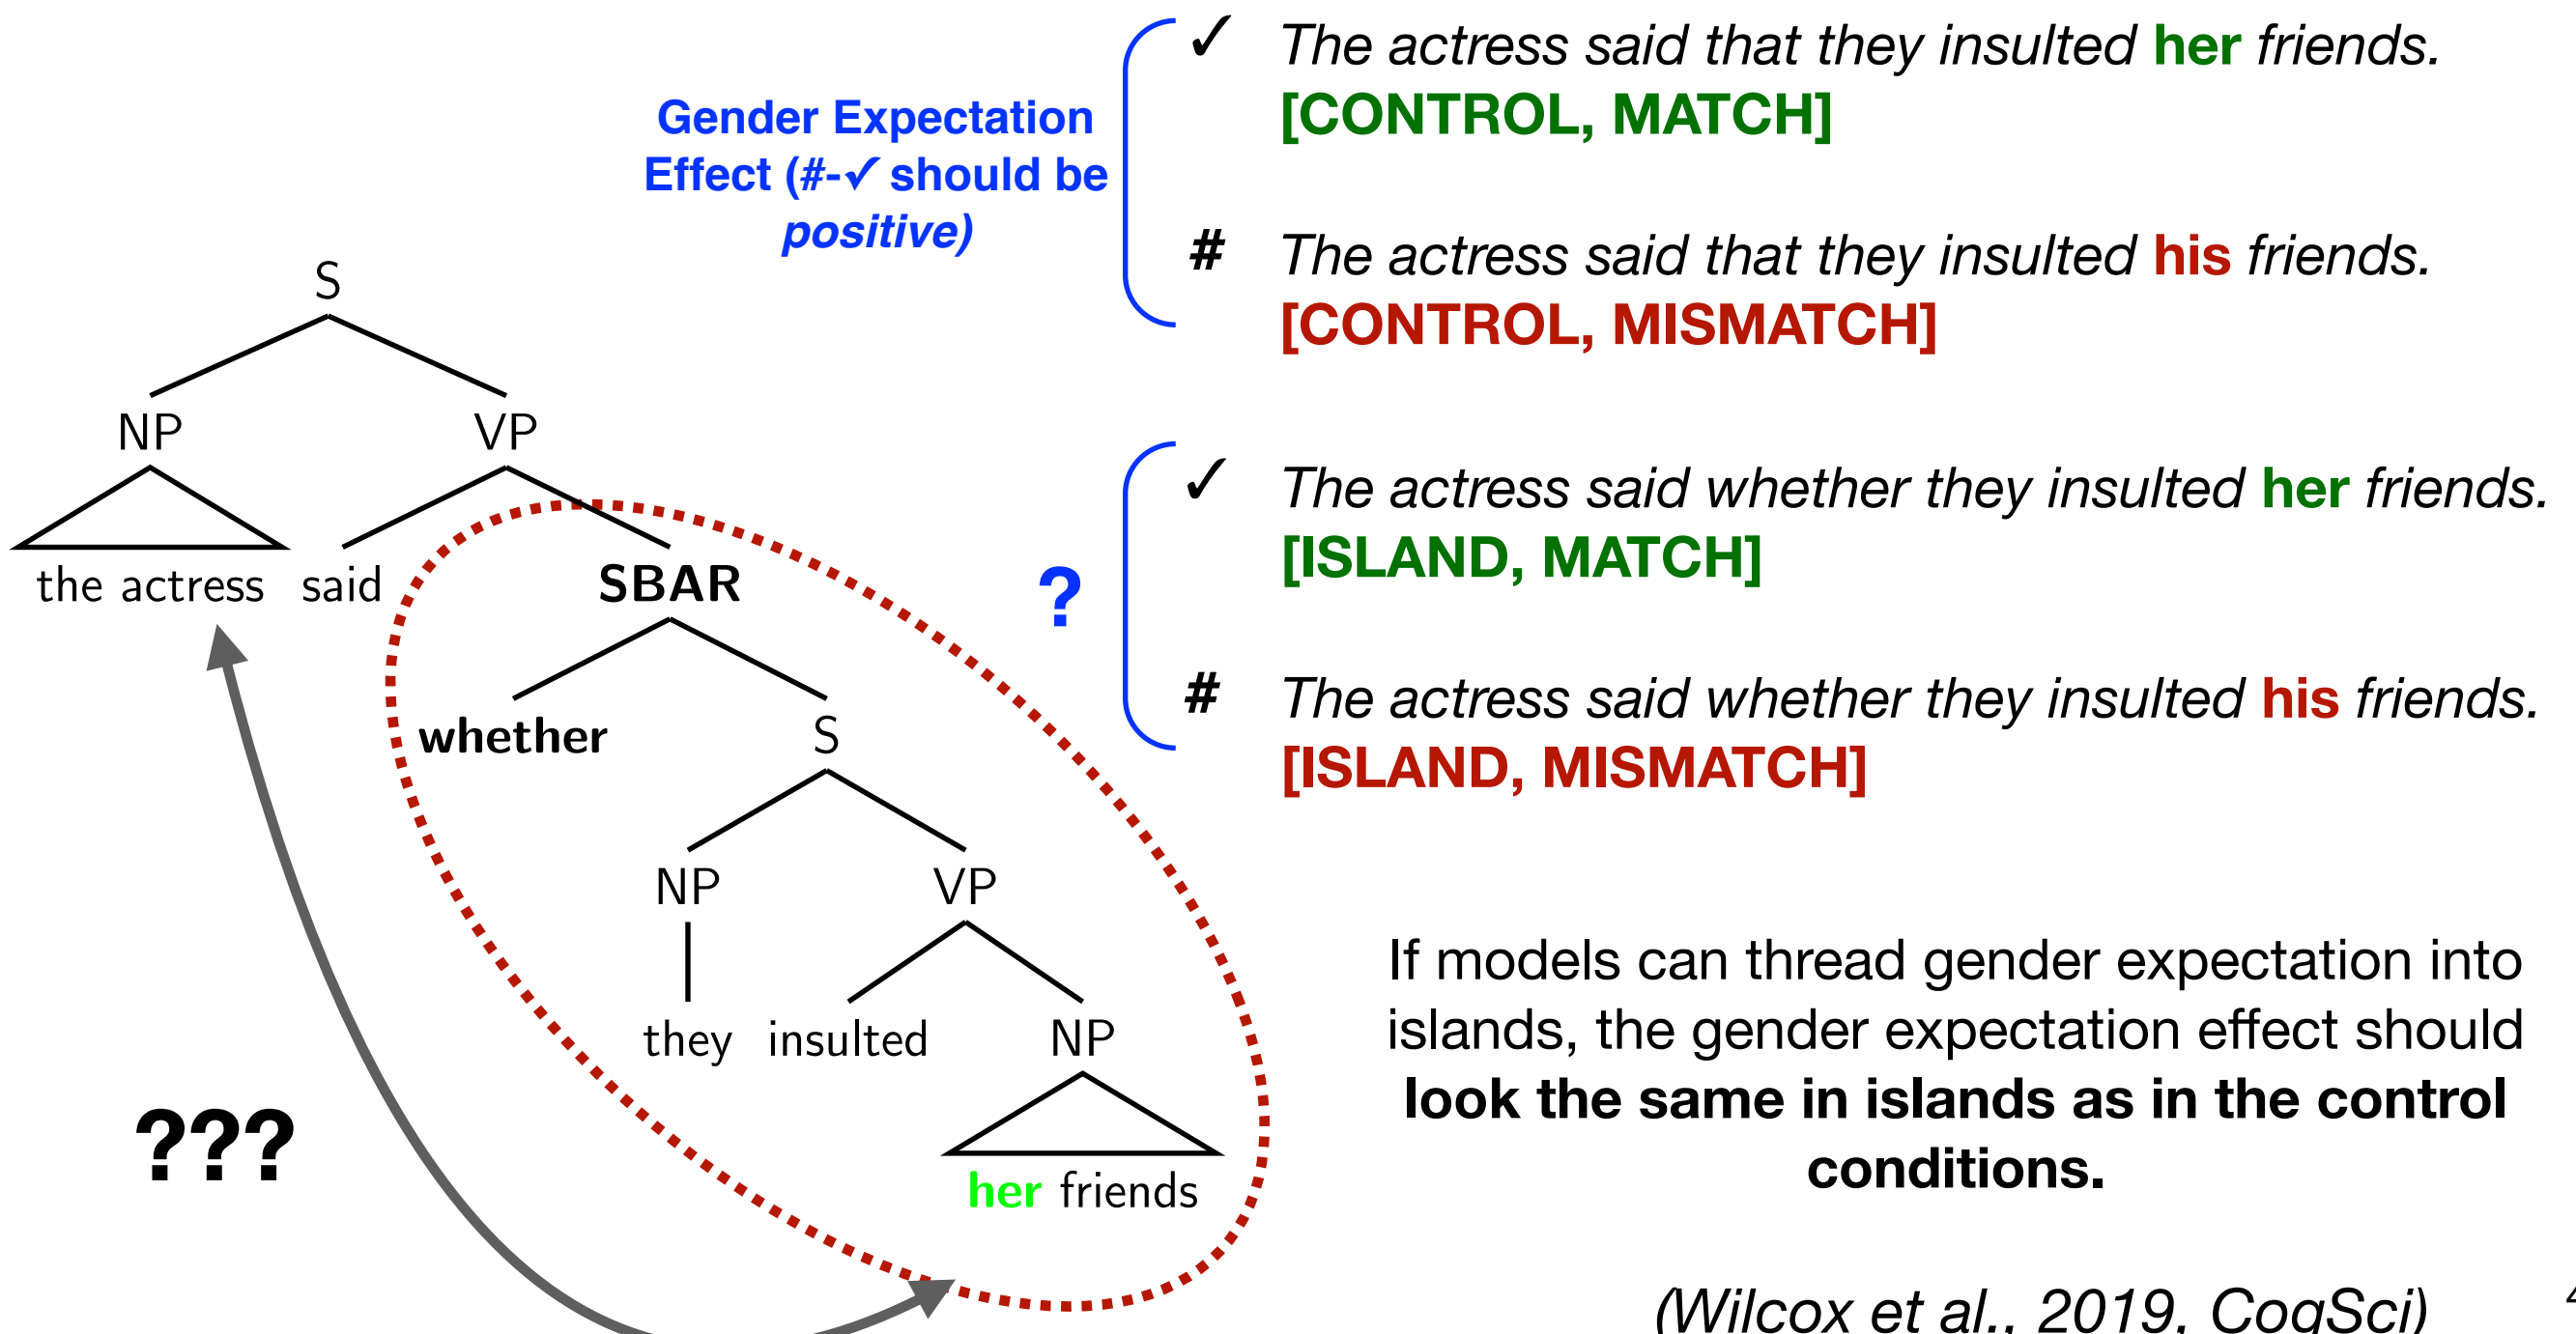 ✓ The actress said that they insulted her friends.
[CONTROL, MATCH]
Gender Expectation
Effect (#-✓ should be
positive)
# The actress said that they insulted his friends.
[CONTROL, MISMATCH]
✓ The actress said whether they insulted her friends.
[ISLAND, MATCH]
?
# The actress said whether they insulted his friends.
[ISLAND, MISMATCH]
S
NP VP
the actress said SBAR
whether S
NP VP
they insulted NP
her friends
???
If models can thread gender expectation into
islands, the gender expectation effect should
look the same in islands as in the control
conditions.
(Wilcox et al., 2019, CogSci)